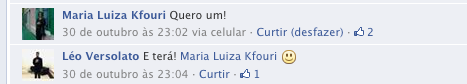 Maria Luiza Kfouri Quero um!
30 de outubro às 23:02 via celular · Curtir (desfazer) · 2
Léo Versolato E terá! Maria Luiza Kfouri
30 de outubro às 23:04 · Curtir · 1